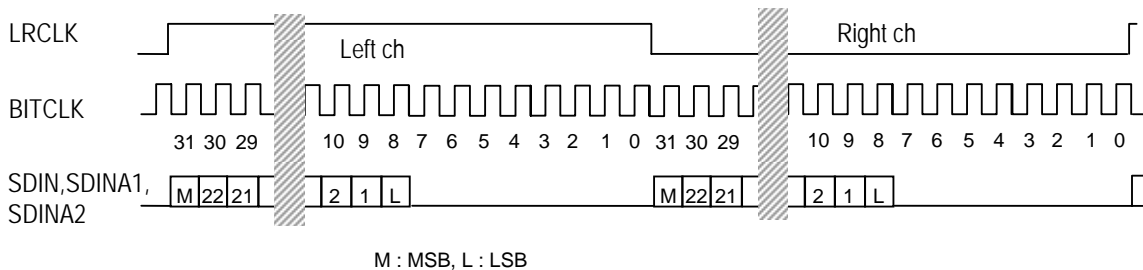 LRCLK Left ch Right ch
BITCLK
31 30 29 10 9 8 7 6 5 4 3 2 1 0 31 30 29 10 9 8 7 6 5 4 3 2 1 0
SDIN,SDINA1,
SDINA2
M 22 21 2 1 L M 22 21 2 1 L
M : MSB, L : LSB